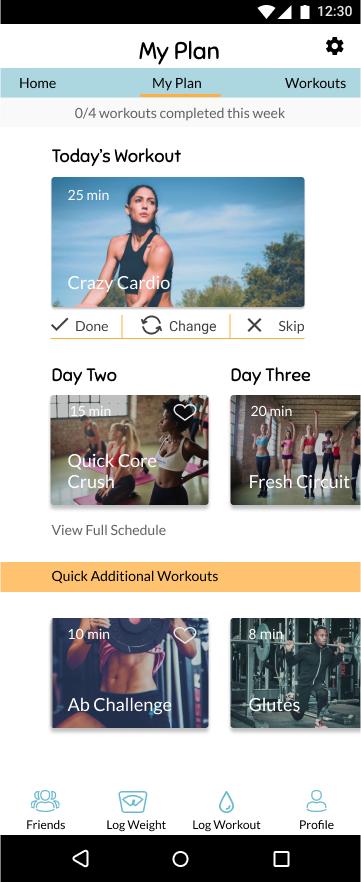 12:30
My Plan
Home My Plan Workouts
0/4 workouts completed this week
Today's Workout
25 min
Crazy Cardio
Done Change Skip
Day Two Day Three
15 min 20 min
Quick Core
Crush
Fresh Circuit
View Full Schedule
Quick Additional Workouts
10 min 8 min
Ab Challenge Glutes
Friends Log Weight Log Workout Profile